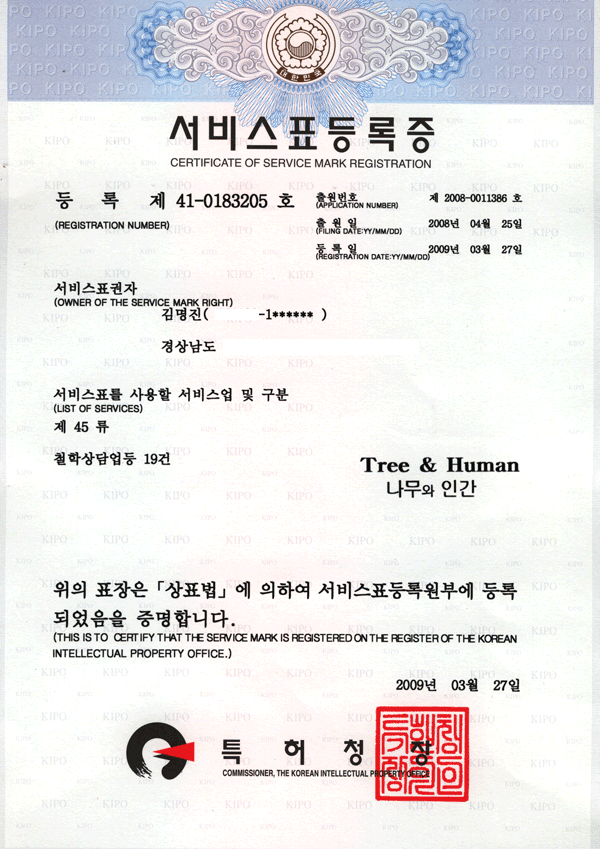 대한민국
서비스표등록증
CERTIFICATE OF SERVICE MARK REGISTRATION
등 록 제 41-0183205 호
(REGISTRATION NUMBER)
출원번호 제 2008-0011386 호
(APPLICATION NUMBER)
출 원 일 2008년 04월 25일
(FILING DATE:YY/MM/DD)
등 록 일 2009년 03월 27일
(REGISTRATION DATE:YY/MM/DD)
서비스표권자
(OWNER OF THE SERVICE MARK RIGHT)
김명진( -1****** )
경상남도
서비스표를 사용할 서비스업 및 구분
(LIST OF SERVICES)
제 45 류
철학상담업등 19건
Tree & Human
나무와 인간
위의 표장은 「상표법」에 의하여 서비스표등록원부에 등록
되었음을 증명합니다.
(THIS IS TO CERTIFY THAT THE SERVICE MARK IS REGISTERED ON THE REGISTER OF THE KOREAN
INTELLECTUAL PROPERTY OFFICE.)
2009년 03월 27일
특 허 청 장
COMMISSIONER, THE KOREAN INTELLECTUAL PROPERTY OFFICE